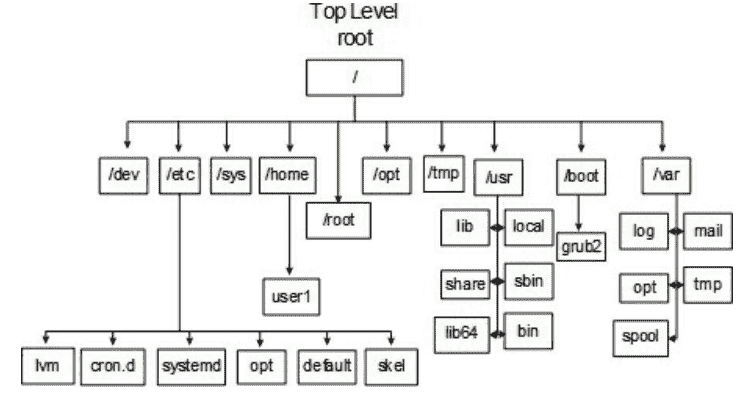 Top Level
root
/
/dev
/etc
/sys
/home
/root
/opt
/tmp
/usr
/boot
/var
lib
local
share
sbin
lib64
bin
grub2
log
mail
opt
tmp
spool
user1
lvm
cron.d
systemd
opt
default
skel